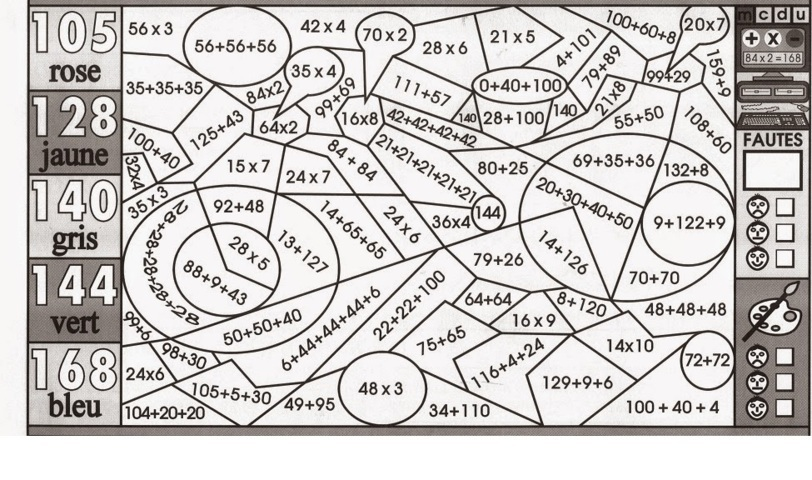 105
rose
128
jaune
140
gris
144
vert
168
bleu
56 x 3
56+56+56
42 x 4
70 x 2
28 x 6
21 x 5
100+60+8
20x7
m c d u
+ x -
84 x 2 = 168
4+101
79+89
99+29
159+9
35+35+35
84x2
35 x 4
99+69
111+57
0+40+100
21x8
100+40
125+43
64x2
16x8
42+42+42+42
140
28+100
140
55+50
108+60
FAUTES
32x4
15 x 7
84 + 84
21+21+21+21+21
80+25
69+35+36
132+8
24 x 7
35 x 3
92+48
28+28+28+28+28
14+65+65
24 x 6
36x4
144
20+30+40+50
9+122+9
28 x 5
13+127
88+9+43
79+26
14+126
70+70
99+6
50+50+40
6+44+44+44+6
22+22+100
64+64
8+120
16 x 9
48+48+48
98+30
75+65
14x10
72+72
24x6
105+5+30
48 x 3
116+4+24
129+9+6
104+20+20
49+95
34+110
100 + 40 + 4